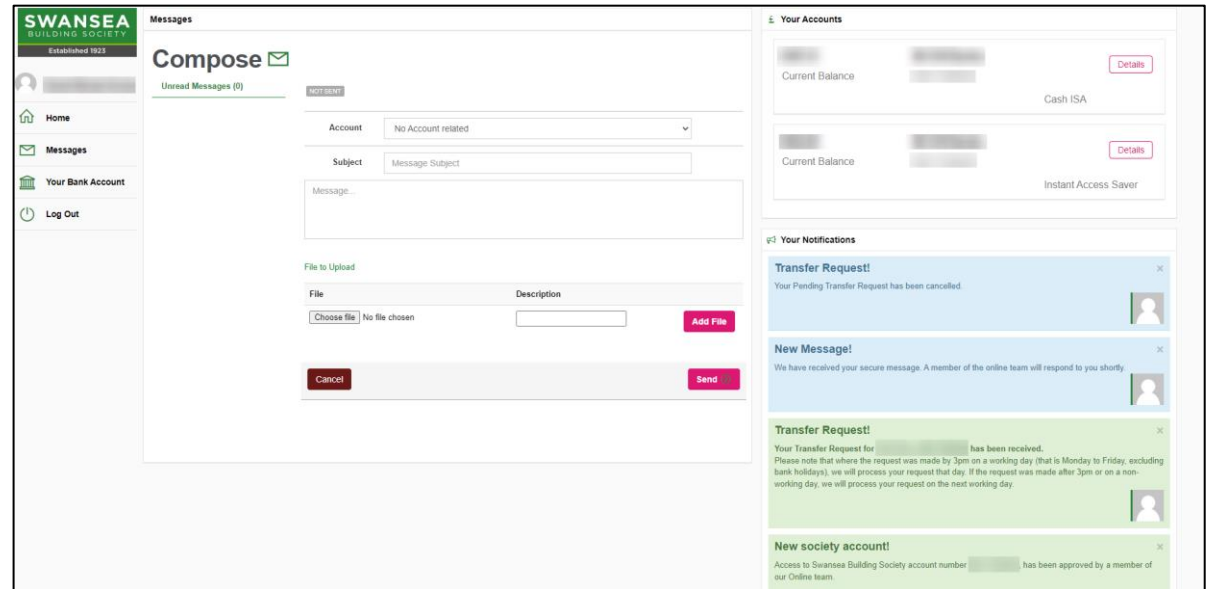 SWANSEA
BUILDING SOCIETY
Established 1923
Home
Messages
Your Bank Account
Log Out
Messages
Compose
Unread Messages (0)
NOT SENT
Account
No Account related
Subject
Message Subject
Message...
File to Upload
File
Description
Choose file No file chosen
Add File
Cancel
Send
£ Your Accounts
Current Balance
Details
Cash ISA
Current Balance
Details
Instant Access Saver
Your Notifications
Transfer Request!
×
Your Pending Transfer Request has been cancelled.
New Message!
×
We have received your secure message. A member of the online team will respond to you shortly.
Transfer Request!
×
Your Transfer Request for has been received.
Please note that where the request was made by 3pm on a working day (that is Monday to Friday, excluding
bank holidays), we will process your request that day. If the request was made after 3pm or on a non-
working day, we will process your request on the next working day.
New society account!
×
Access to Swansea Building Society account number , has been approved by a member of
our Online team.